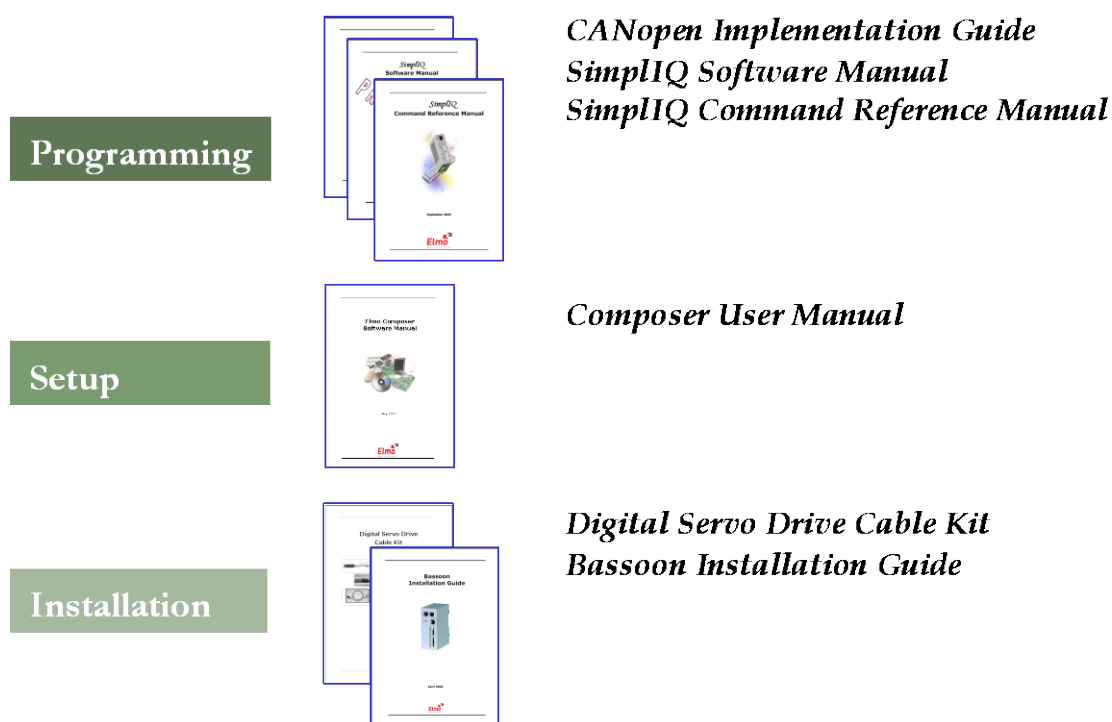 CANopen Implementation Guide
SimplIQ Software Manual
SimplIQ Command Reference Manual
Programming
SimplIQ
Software Manual
SimplIQ
Command Reference Manual
Elmo
Composer User Manual
Setup
Elmo Composer
Software Manual
Elmo
Digital Servo Drive Cable Kit
Bassoon Installation Guide
Installation
Digital Servo Drive
Cable Kit
Bassoon
Installation Guide
Elmo